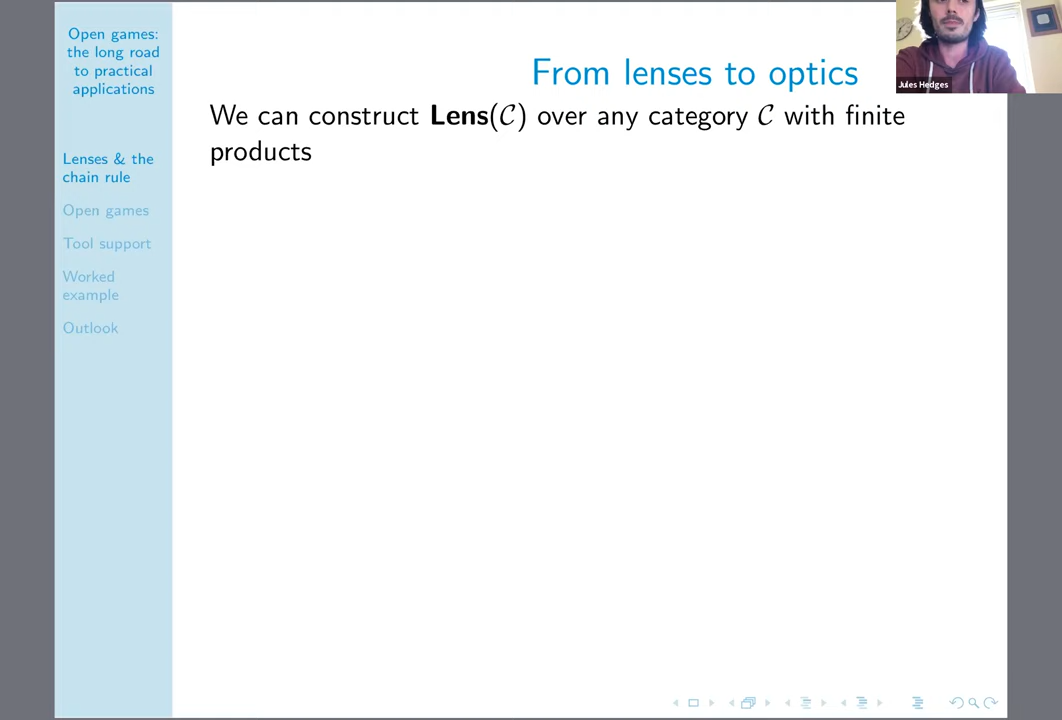 Open games:
the long road
to practical
applications
Lenses & the
chain rule
Open games
Tool support
Worked
example
Outlook
From lenses to optics
We can construct Lens(𝒞) over any category 𝒞 with finite
products
Jules Hedges